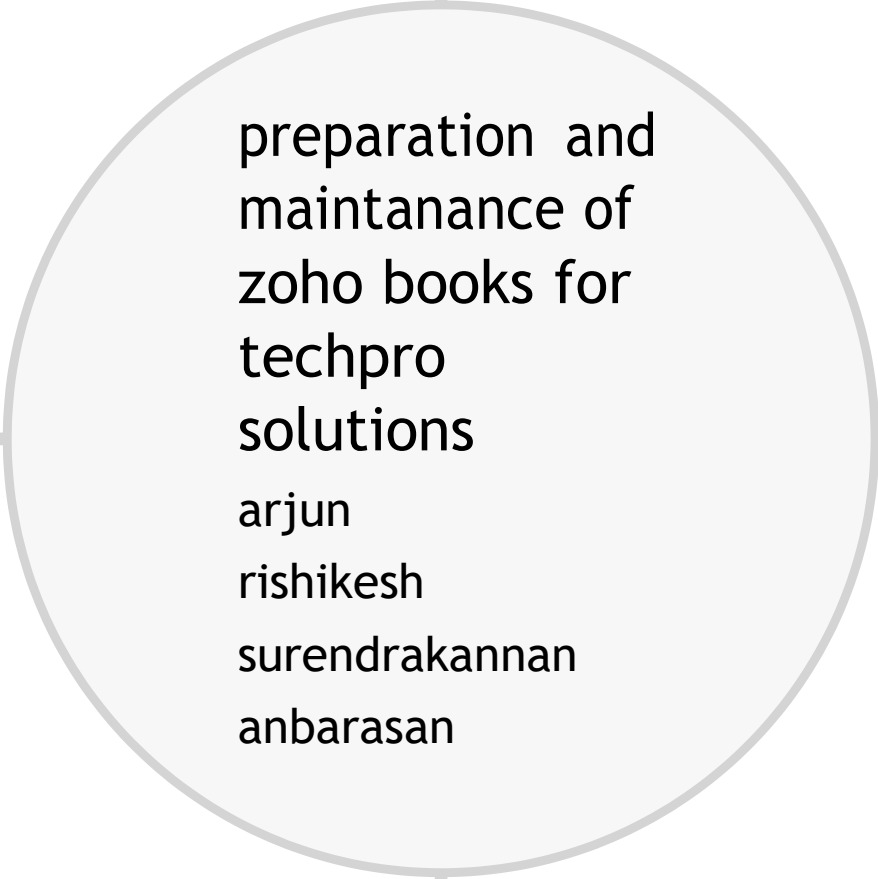 preparation and
maintanance of
zoho books for
techpro
solutions
arjun
rishikesh
surendrakannan
anbarasan